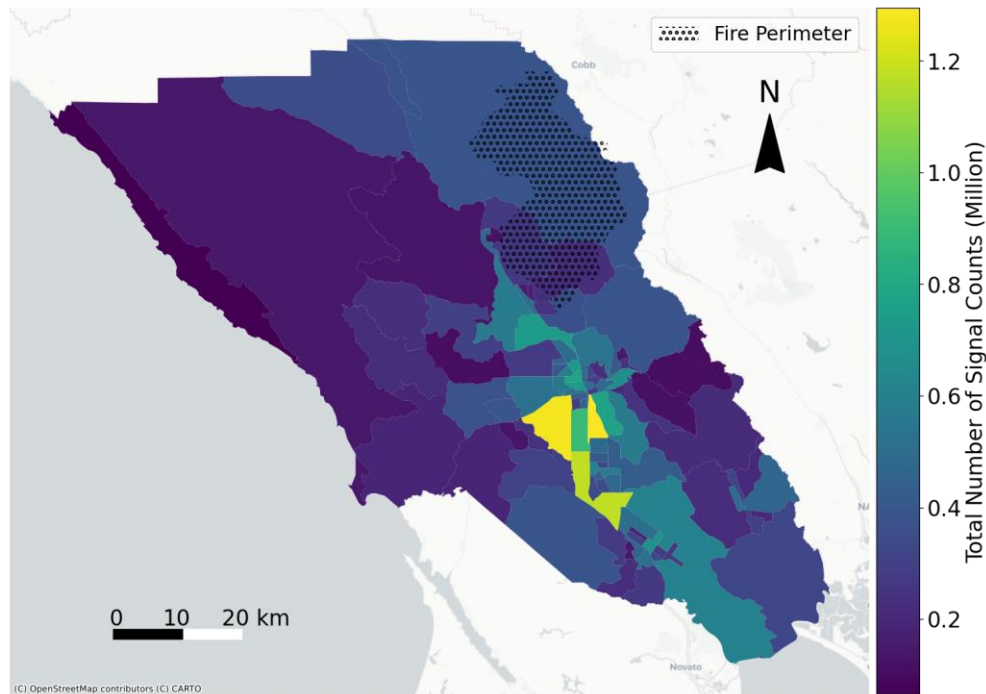 Fire Perimeter
Cobb
N
1.2
1.0
0.8
0.6
0.4
0.2
Total Number of Signal Counts (Million)
NA
0 10 20 km
Novato
(C) OpenStreetMap contributors (C) CARTO